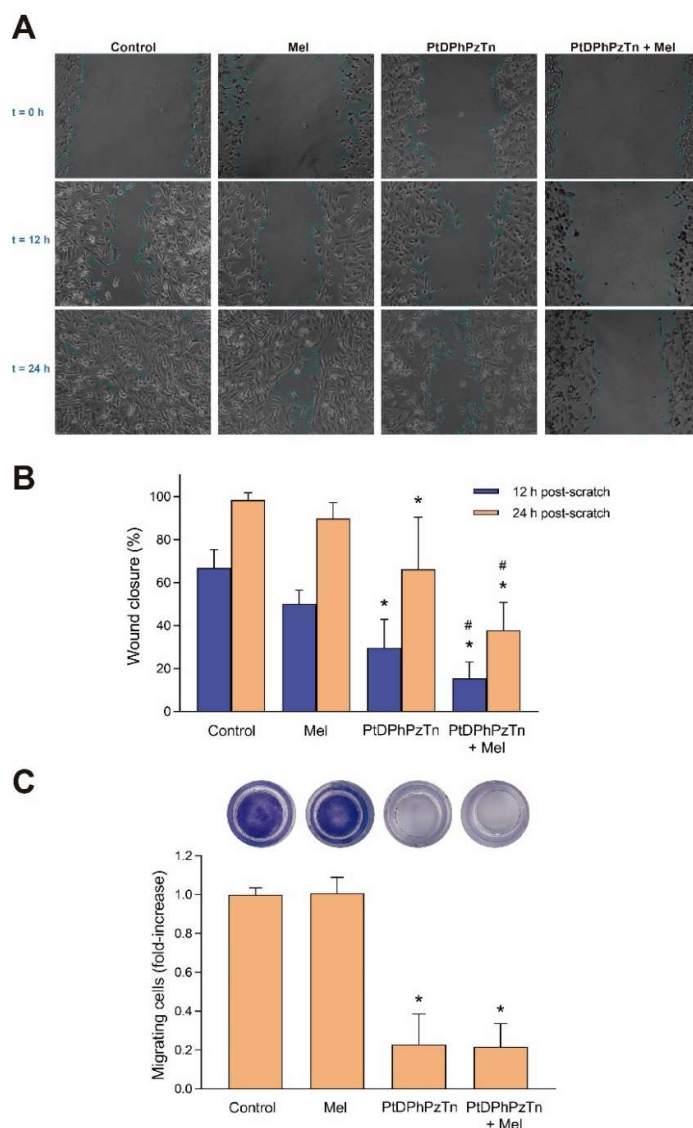 A
Control Mel PtDPhPzTn PtDPhPzTn + Mel
t = 0 h
t = 12 h
t = 24 h
B
Wound closure (%)
100
80
60
40
20
0
12 h post-scratch
24 h post-scratch
* * # * # *
Control Mel PtDPhPzTn PtDPhPzTn
+ Mel
C
Migrating cells (fold-increase)
1.2
1.0
0.8
0.6
0.4
0.2
0.0
* *
Control Mel PtDPhPzTn PtDPhPzTn
+ Mel